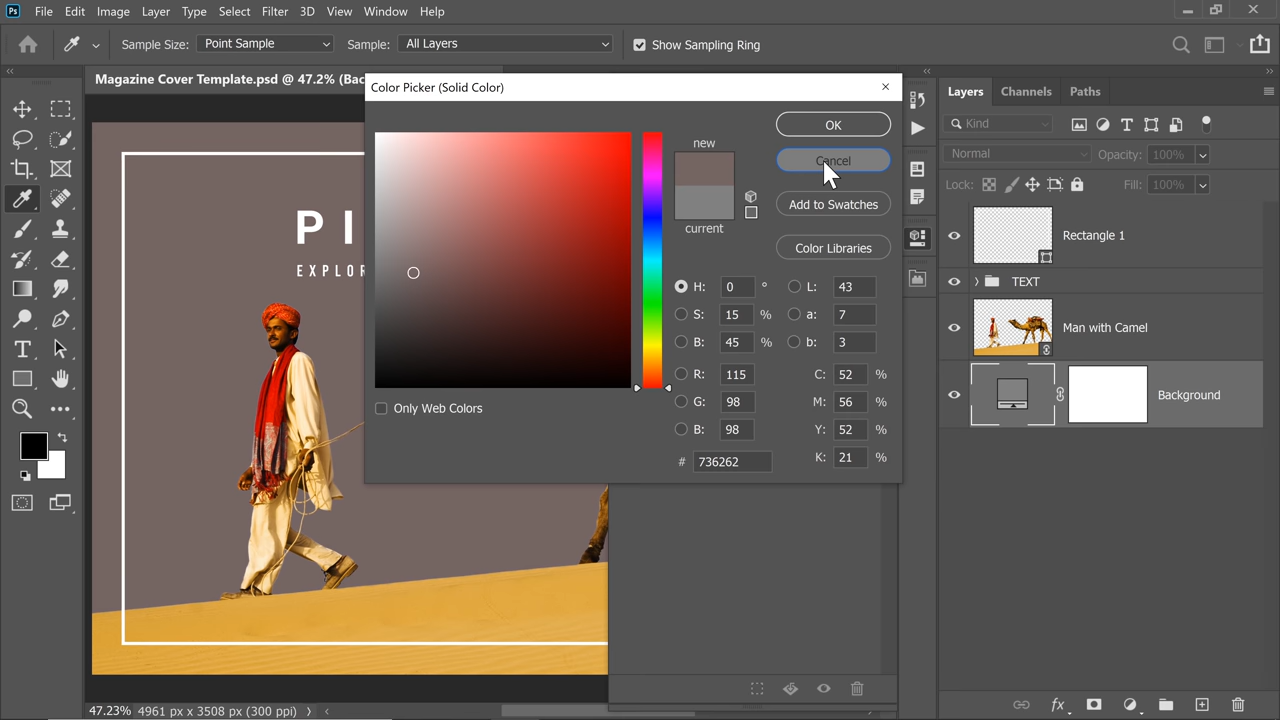 Ps File Edit Image Layer Type Select Filter 3D View Window Help
Sample Size: Point Sample Sample: All Layers Show Sampling Ring
Magazine Cover Template.psd @ 47.2% (Bac
Color Picker (Solid Color)
new
current
OK
Cancel
Add to Swatches
Color Libraries
H: 0 °
S: 15 %
B: 45 %
R: 115
G: 98
B: 98
# 736262
L: 43
a: 7
b: 3
C: 52 %
M: 56 %
Y: 52 %
K: 21 %
Only Web Colors
P I
EXPLOR
Layers Channels Paths
Kind
Normal Opacity: 100%
Lock: Fill: 100%
Rectangle 1
TEXT
Man with Camel
Background
47.23% 4961 px x 3508 px (300 ppi)